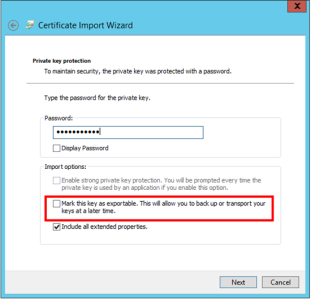 X
Certificate Import Wizard
Private key protection
To maintain security, the private key was protected with a password.
Type the password for the private key.
Password:
●●●●●●●●●●●
Display Password
Import options:
Enable strong private key protection. You will be prompted every time the
private key is used by an application if you enable this option.
Mark this key as exportable. This will allow you to back up or transport your
keys at a later time.
Include all extended properties.
Next
Cancel